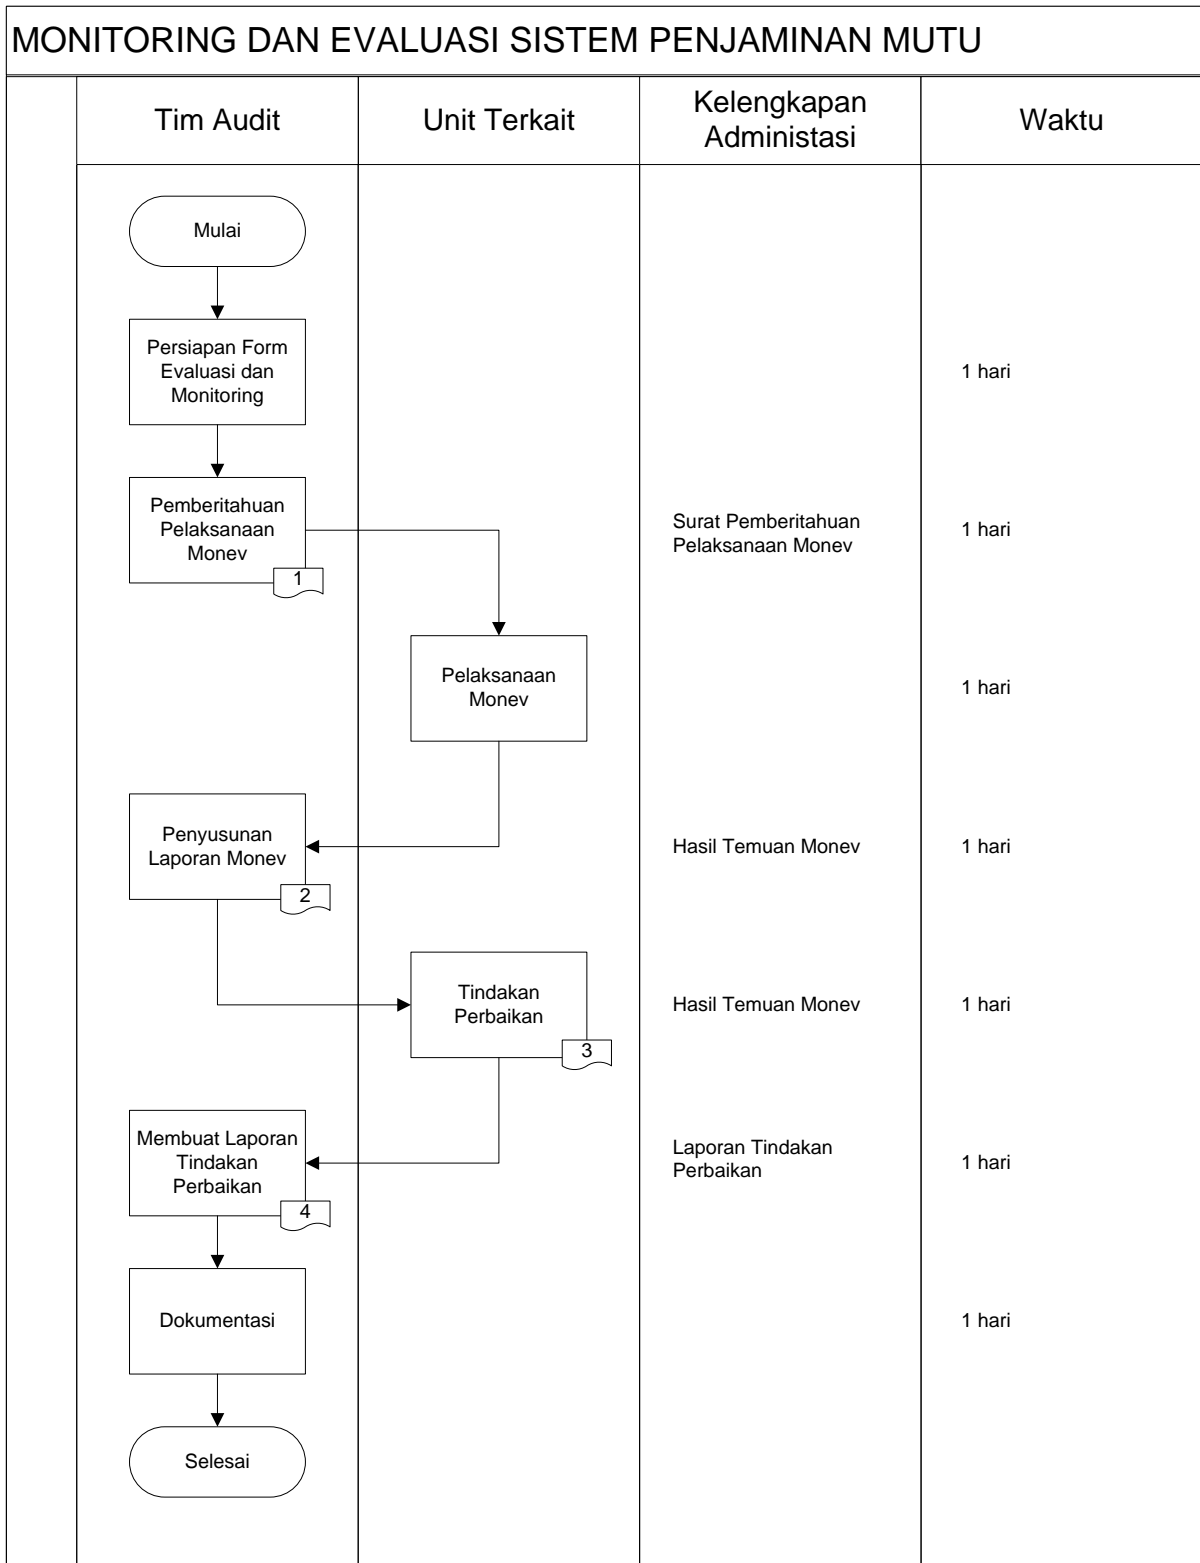 MONITORING DAN EVALUASI SISTEM PENJAMINAN MUTU
Tim Audit
Unit Terkait
Kelengkapan
Administasi
Waktu
Mulai
Persiapan Form
Evaluasi dan
Monitoring
1 hari
Pemberitahuan
Pelaksanaan
Monev
1
Surat Pemberitahuan
Pelaksanaan Monev
1 hari
Pelaksanaan
Monev
1 hari
Penyusunan
Laporan Monev
2
Hasil Temuan Monev
1 hari
Tindakan
Perbaikan
3
Hasil Temuan Monev
1 hari
Membuat Laporan
Tindakan
Perbaikan
4
Laporan Tindakan
Perbaikan
1 hari
Dokumentasi
1 hari
Selesai